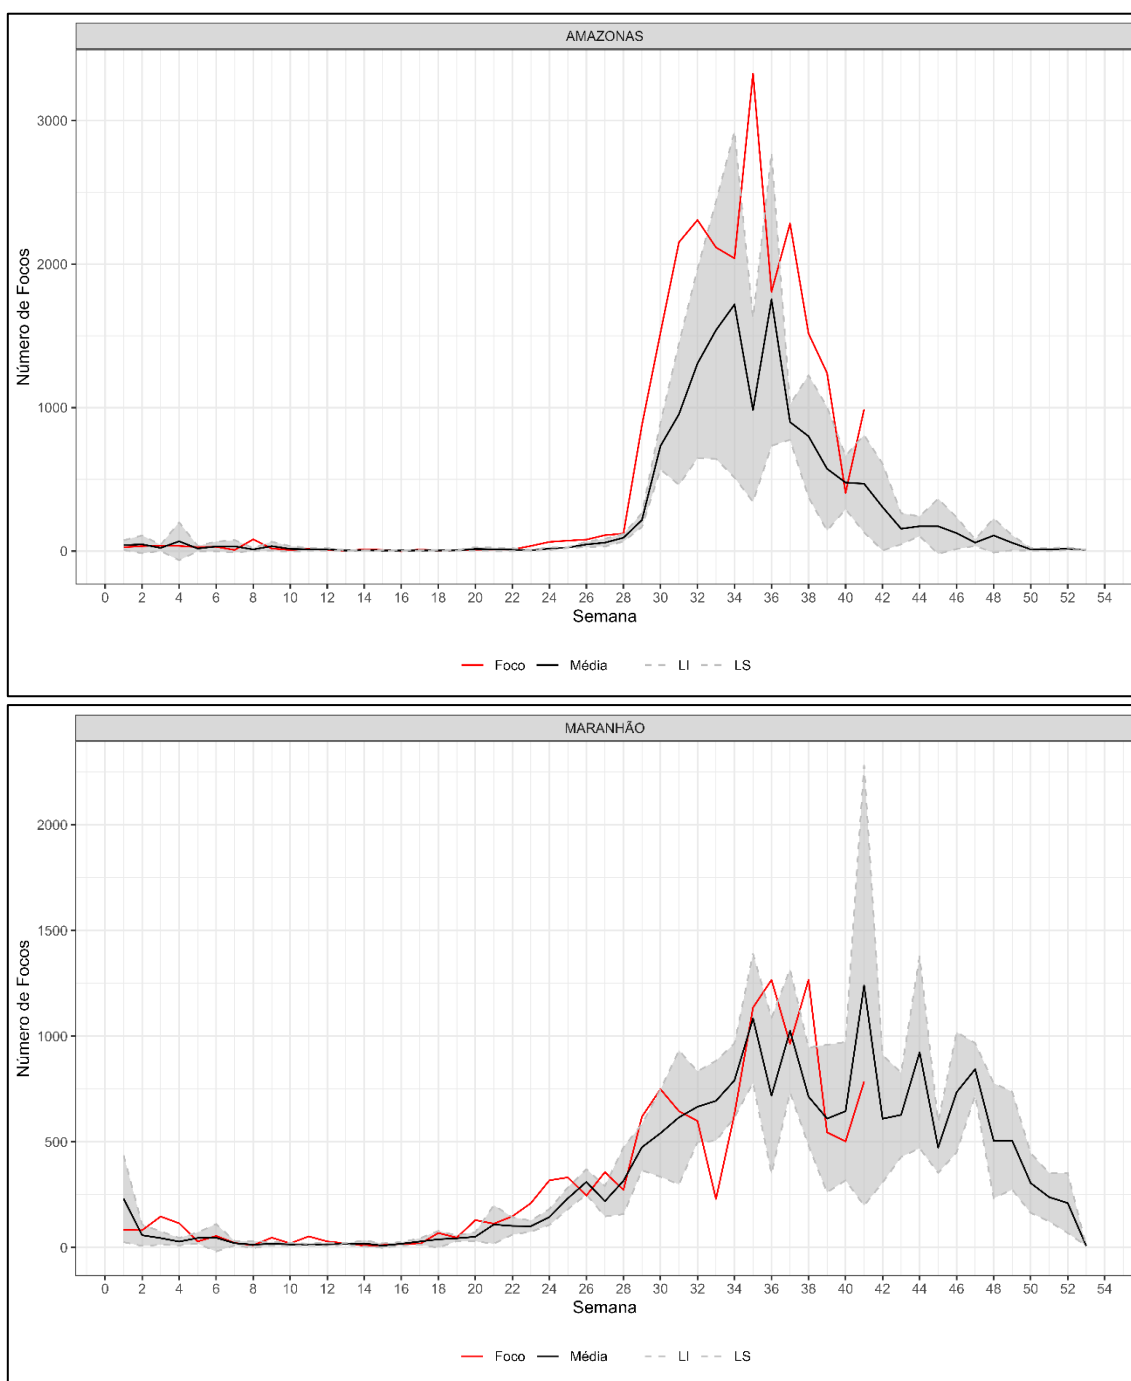 AMAZONAS
Número de Focos
3000
2000
1000
0
0 2 4 6 8 10 12 14 16 18 20 22 24 26 28 30 32 34 36 38 40 42 44 46 48 50 52 54
Semana
Foco Média LI LS
MARANHÃO
Número de Focos
2000
1500
1000
500
0
0 2 4 6 8 10 12 14 16 18 20 22 24 26 28 30 32 34 36 38 40 42 44 46 48 50 52 54
Semana
Foco Média LI LS